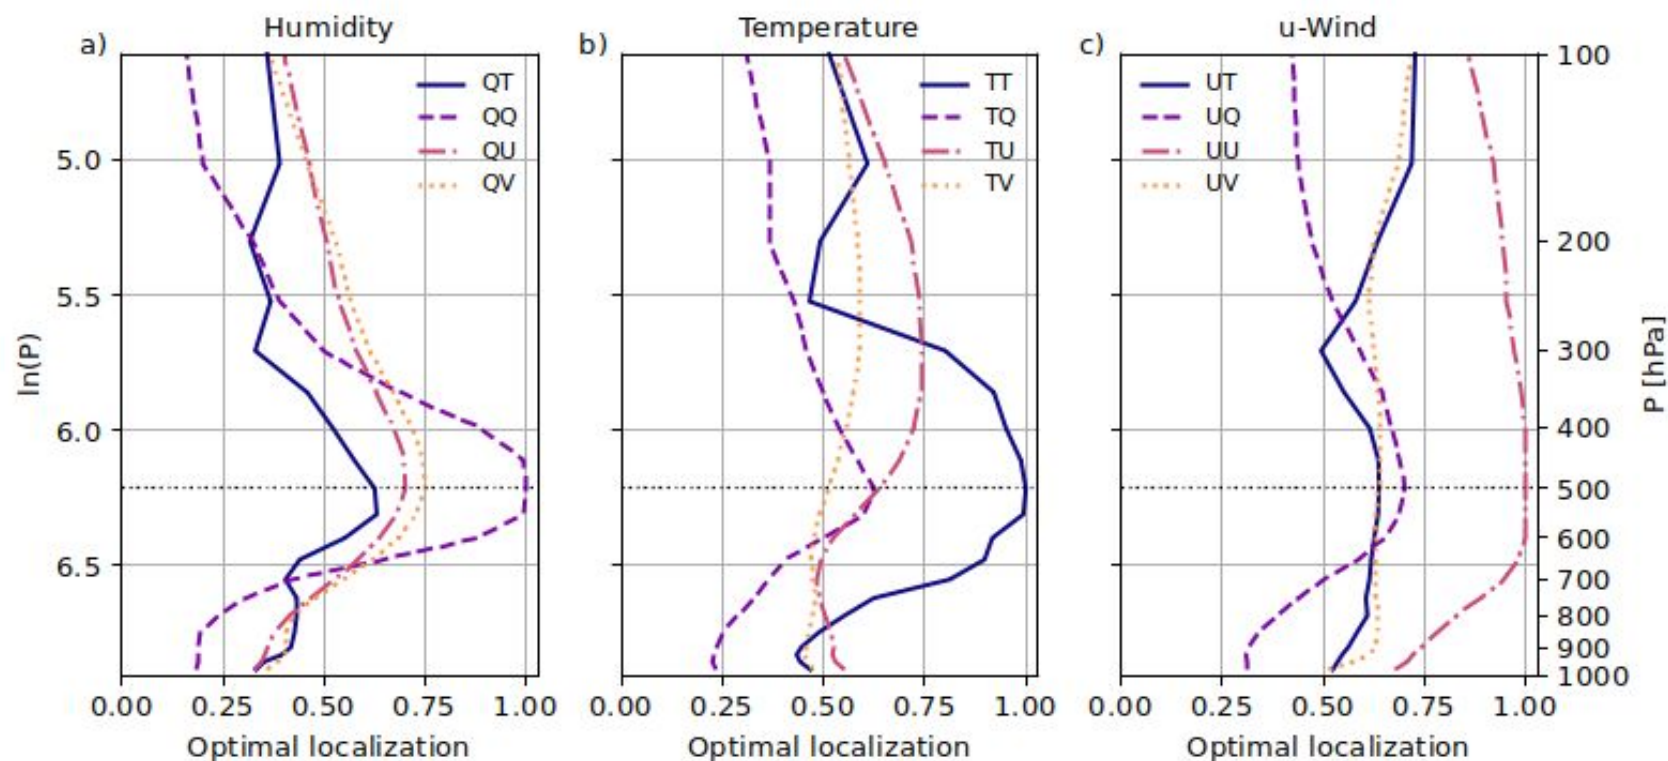 Humidity
Temperature
u-Wind
a)
b)
c)
QT
QQ
QU
QV
TT
TQ
TU
TV
UT
UQ
UU
UV
ln(P)
5.0
5.5
6.0
6.5
100
200
300
400
500
600
700
800
900
1000
P [hPa]
0.00 0.25 0.50 0.75 1.00
0.00 0.25 0.50 0.75 1.00
0.00 0.25 0.50 0.75 1.00
Optimal localization
Optimal localization
Optimal localization